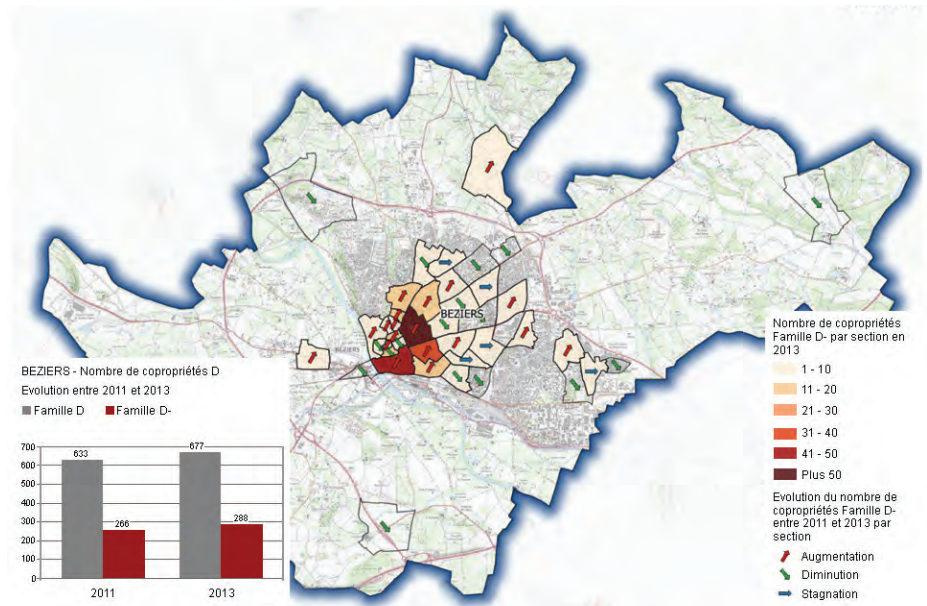 BEZIERS
BEZIERS
BEZIERS - Nombre de copropriétés D
Evolution entre 2011 et 2013
Famille D
Famille D-
700
600
500
400
300
200
100
0
633
266
677
288
2011
2013
Nombre de copropriétés
Famille D- par section en
2013
1 - 10
11 - 20
21 - 30
31 - 40
41 - 50
Plus 50
Evolution du nombre de
copropriétés Famille D-
entre 2011 et 2013 par
section
Augmentation
Diminution
Stagnation